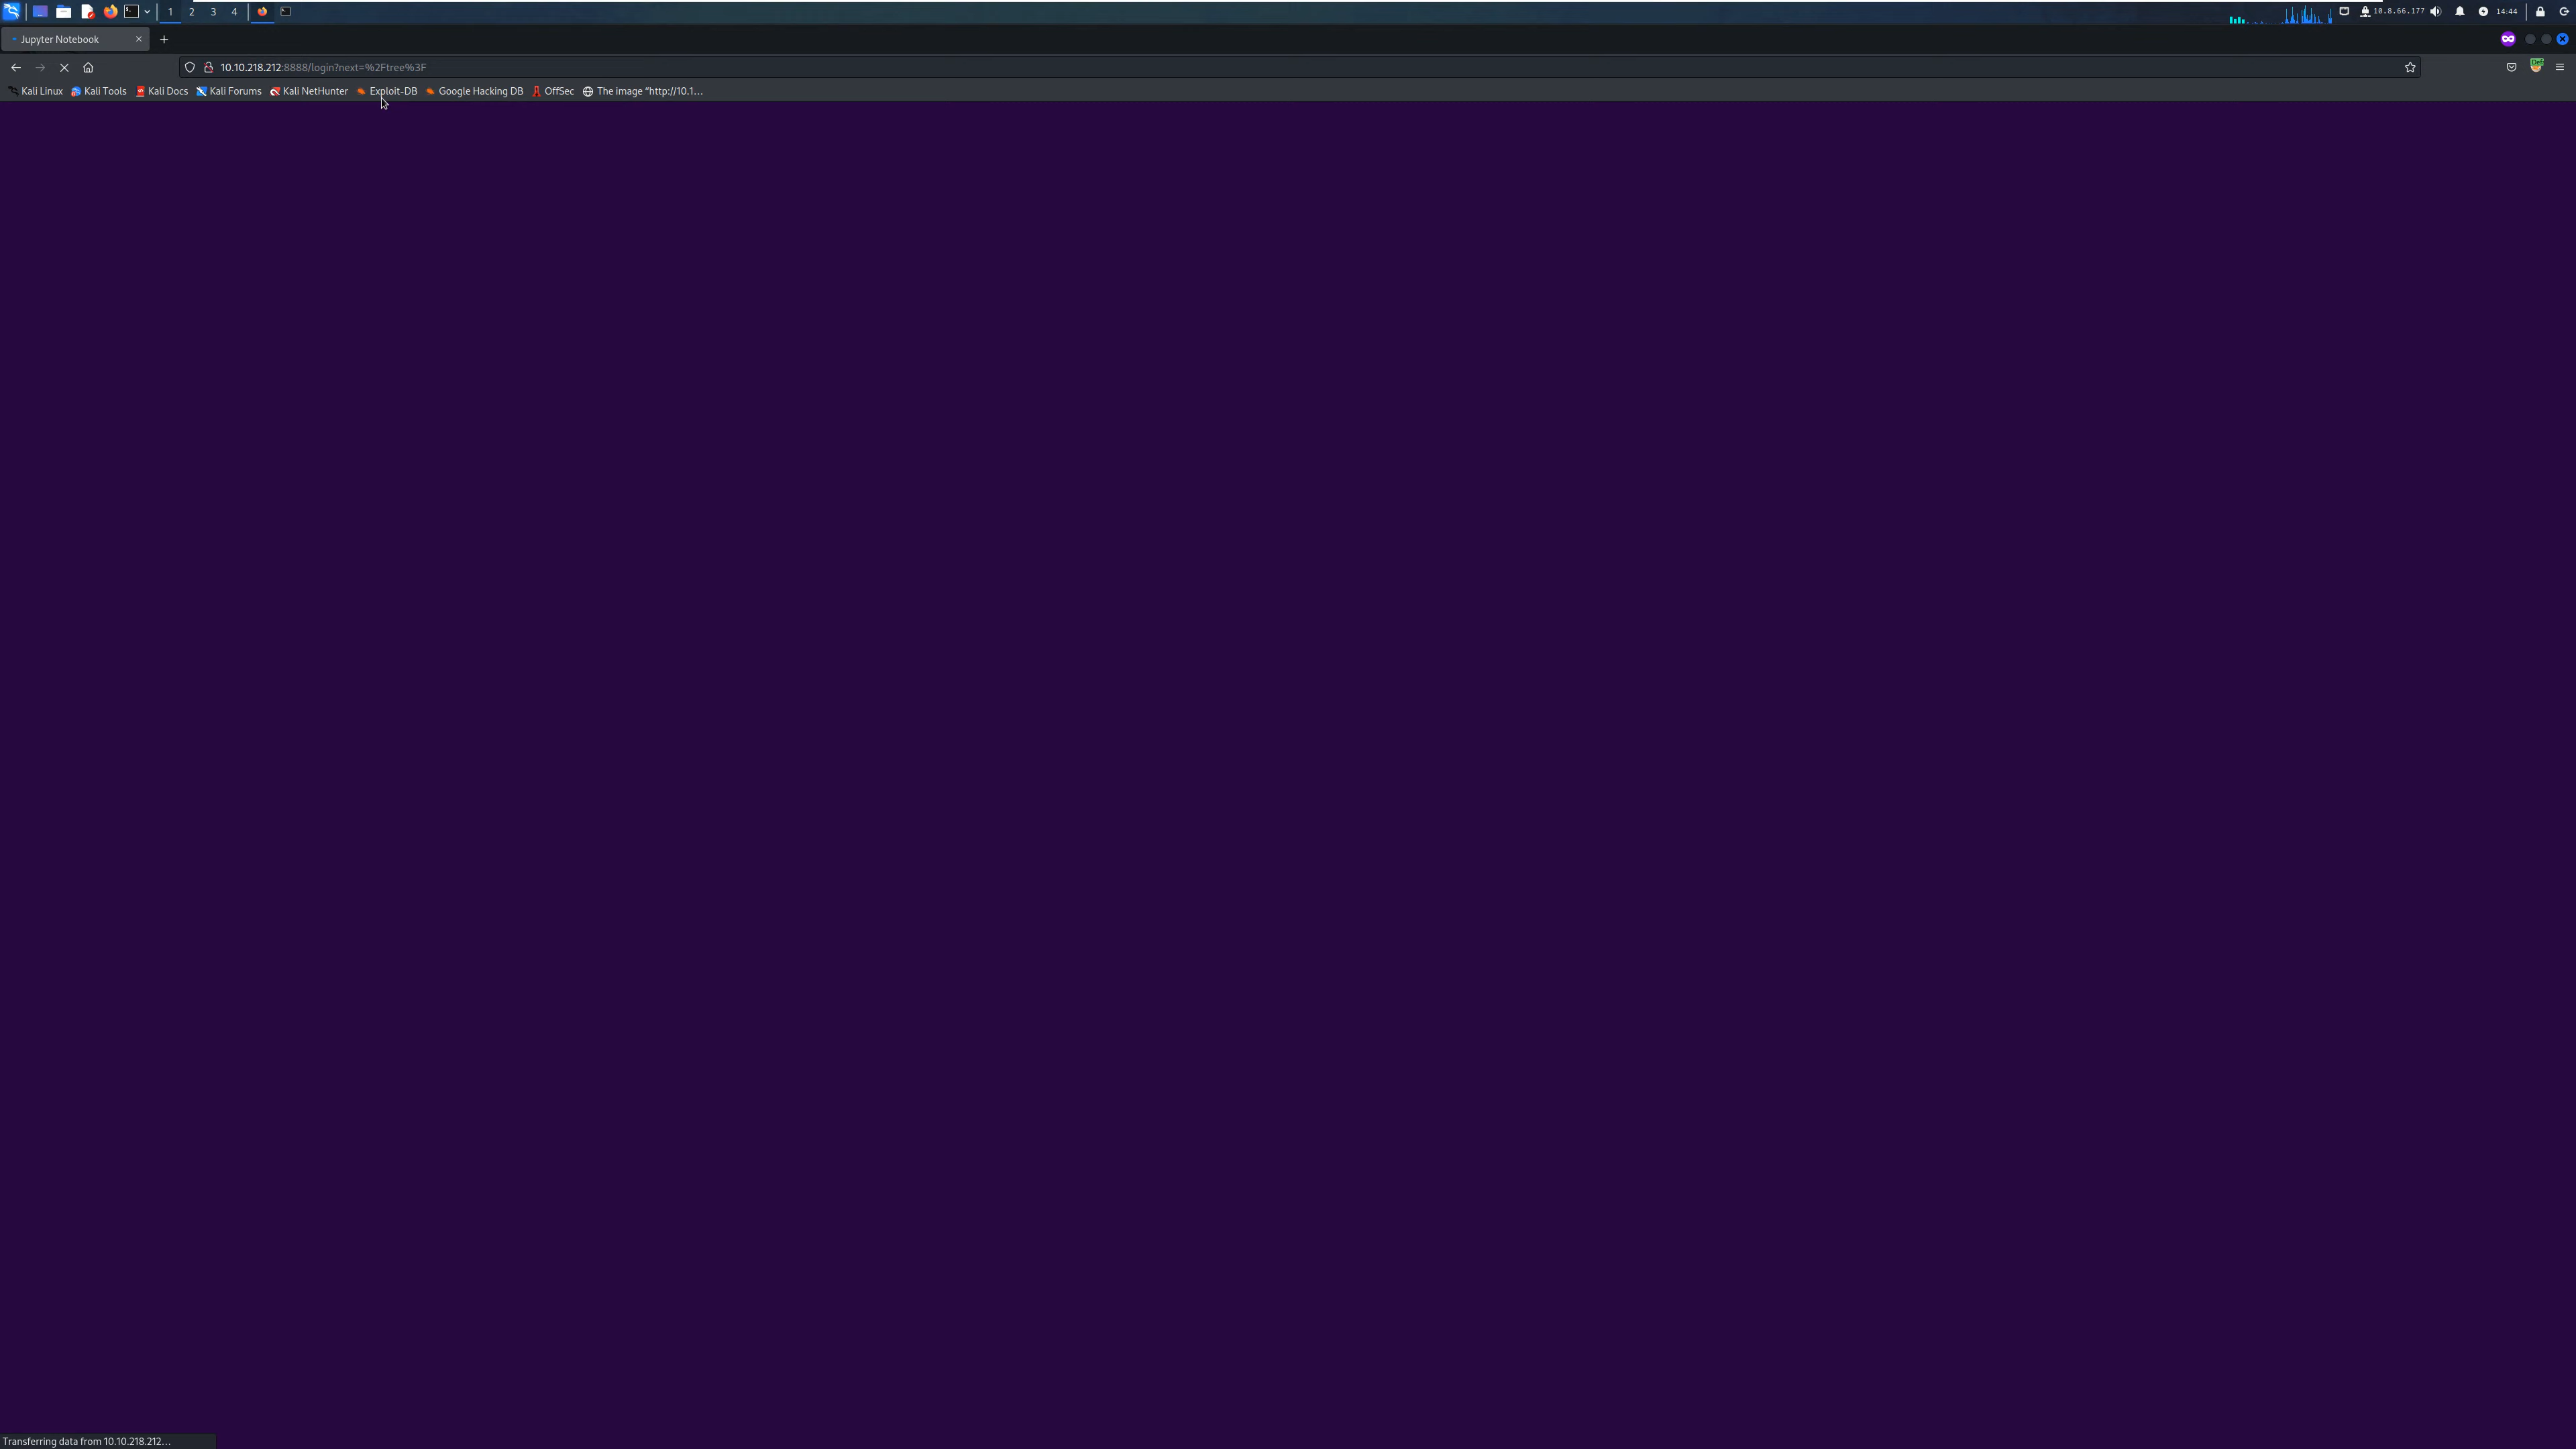 1 2 3 4 10.8.66.177 14:44
Jupyter Notebook
10.10.218.212:8888/login?next=%2Ftree%3F
Kali Linux Kali Tools Kali Docs Kali Forums Kali NetHunter Exploit-DB Google Hacking DB OffSec The image "http://10.1...
Transferring data from 10.10.218.212...